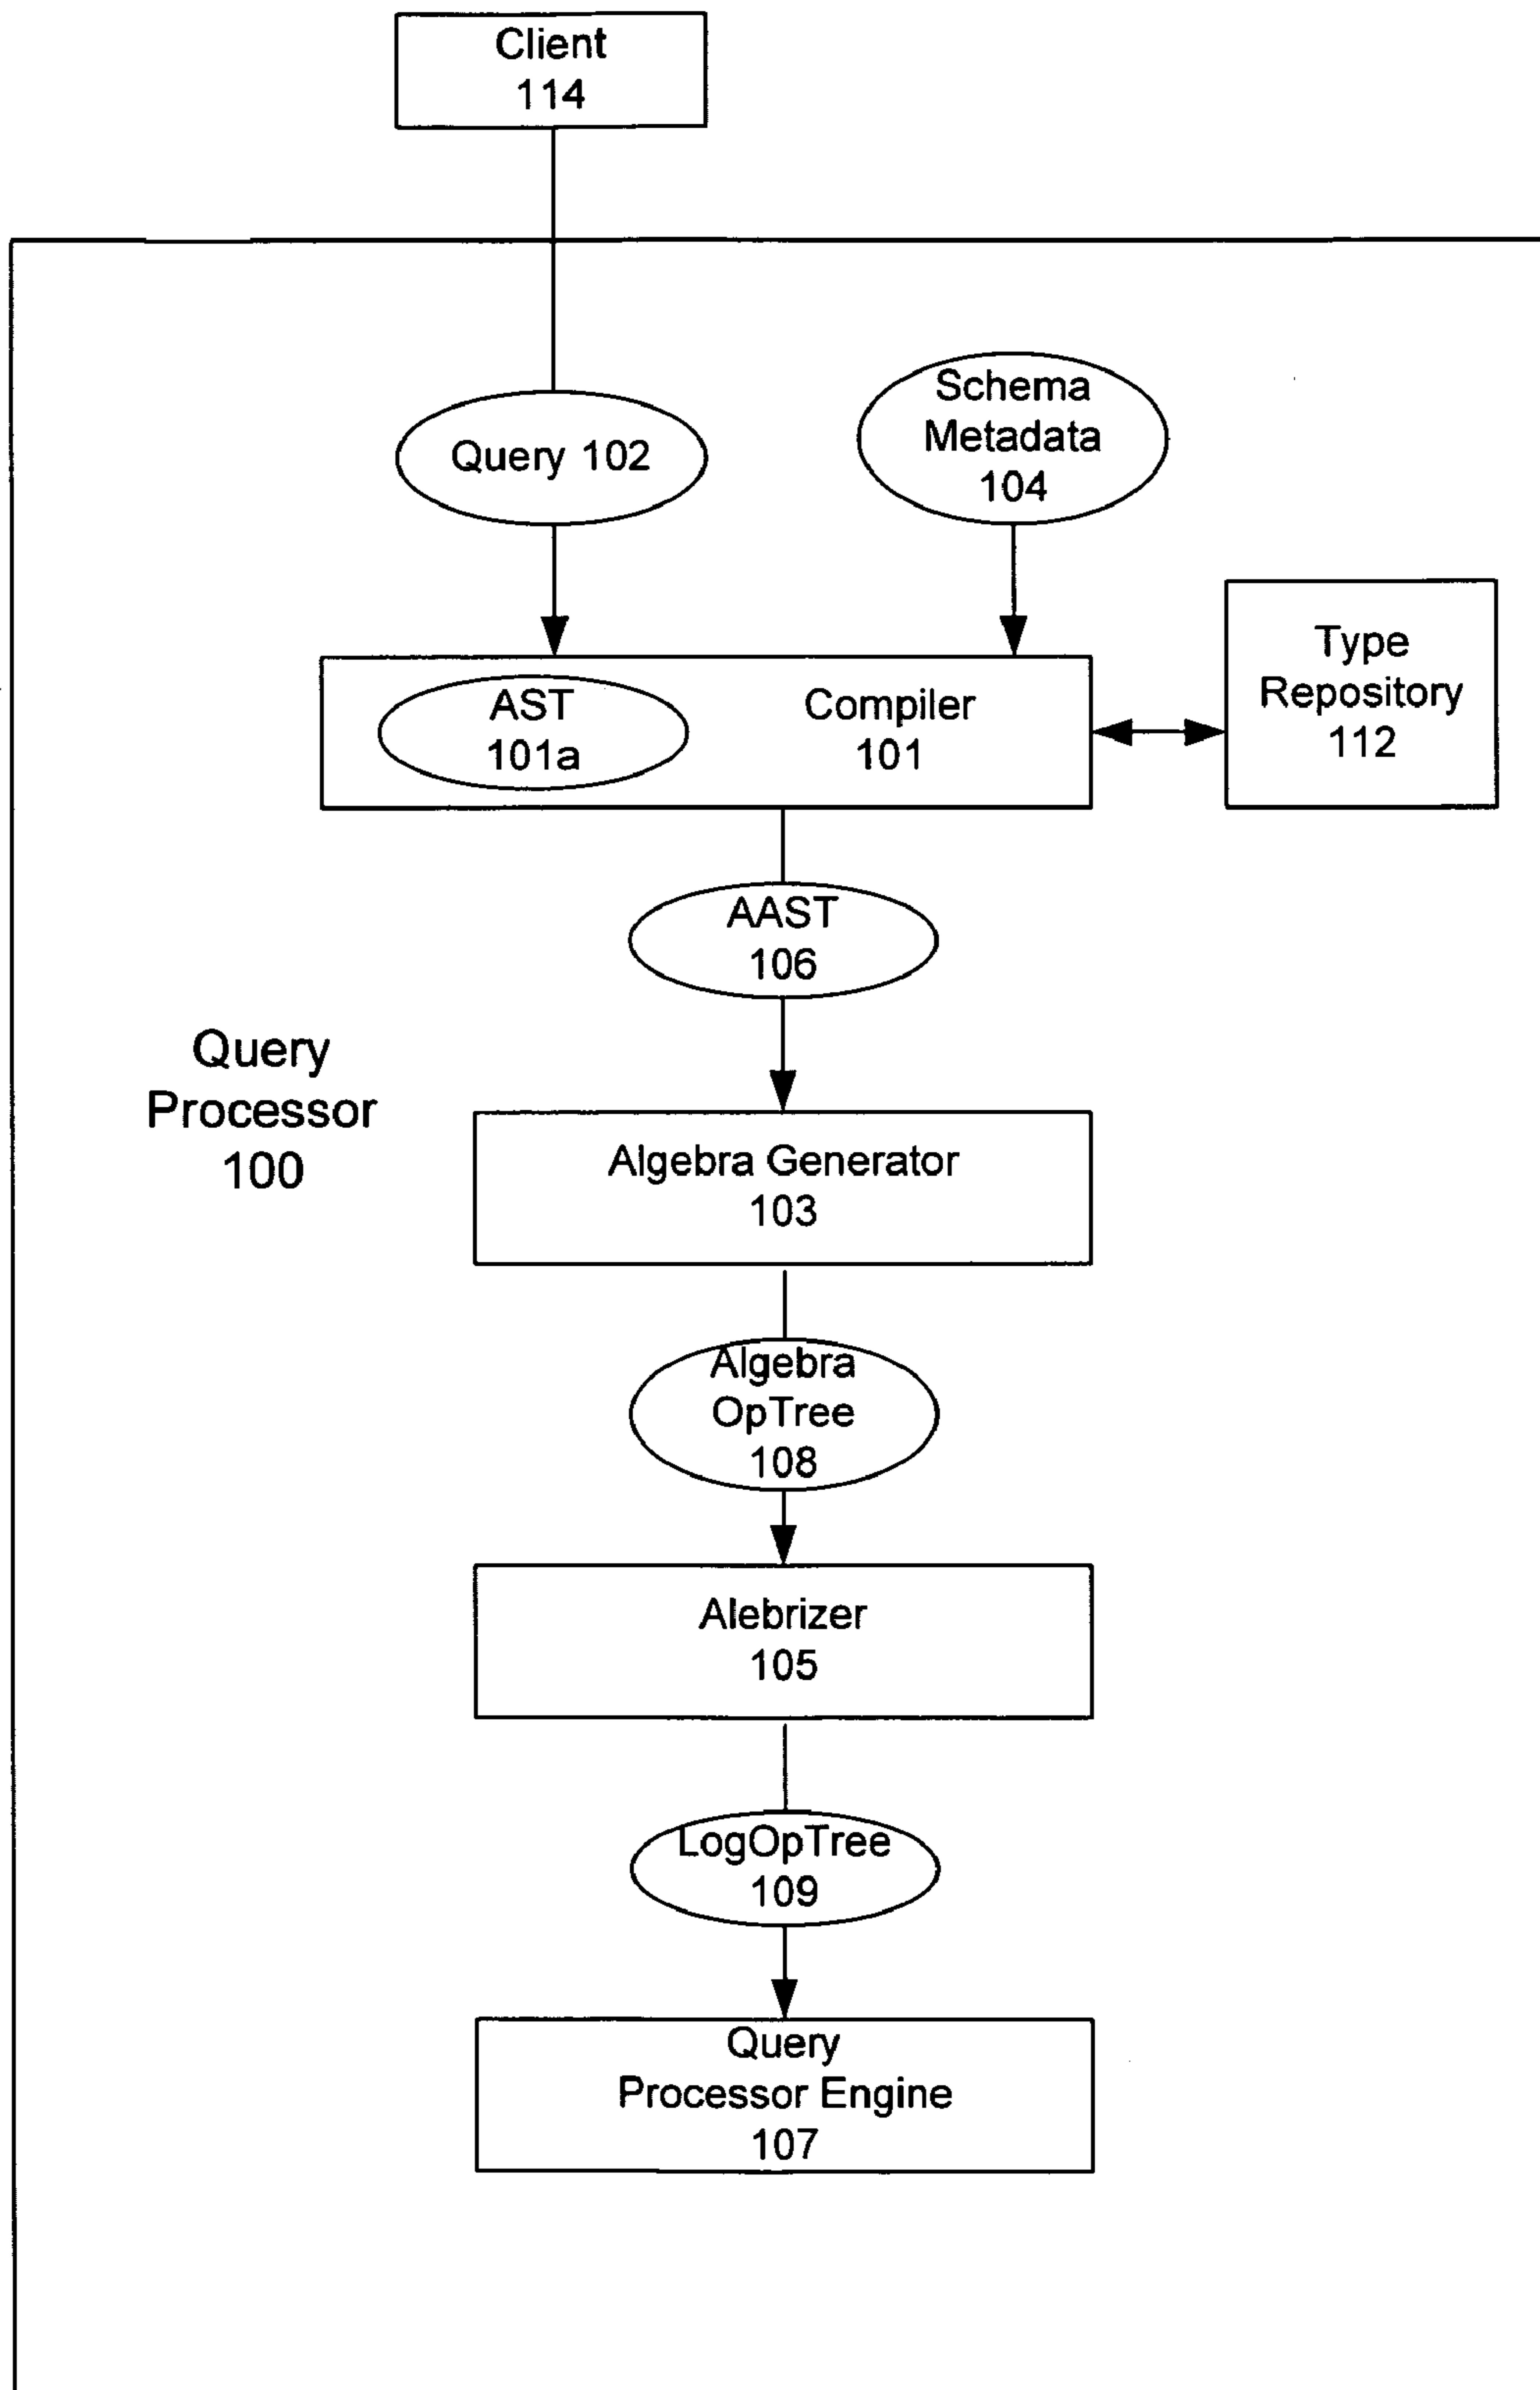 Client
114
Query 102
Schema
Metadata
104
AST
101a
Compiler
101
Type
Repository
112
AAST
106
Query
Processor
100
Algebra Generator
103
Algebra
OpTree
108
Alebrizer
105
LogOpTree
109
Query
Processor Engine
107